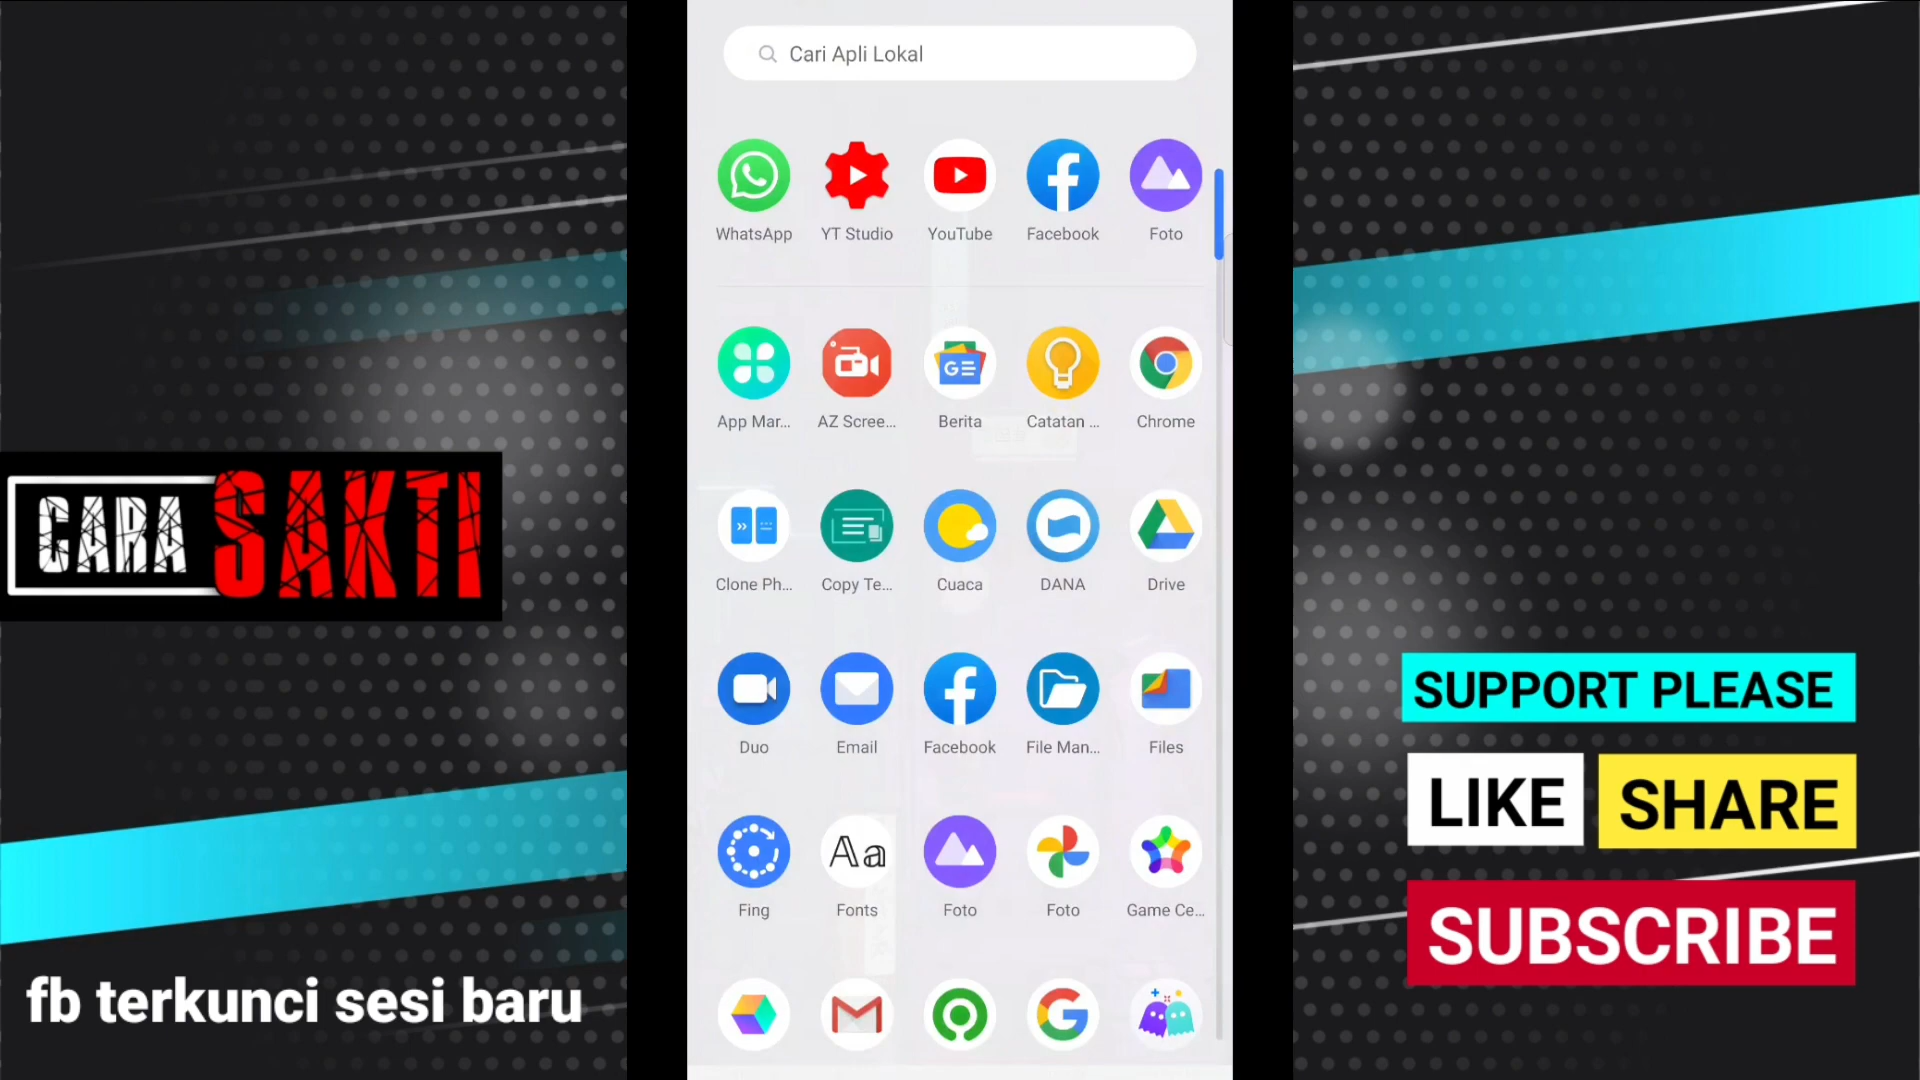 Cari Apli Lokal
WhatsApp YT Studio YouTube Facebook Foto
App Mar... AZ Scree... Berita Catatan ... Chrome
Clone Ph... Copy Te... Cuaca DANA Drive
Duo Email Facebook File Man... Files
Aa
Fing Fonts Foto Foto Game Ce...
CARA SAKTI
fb terkunci sesi baru
SUPPORT PLEASE
LIKE SHARE
SUBSCRIBE